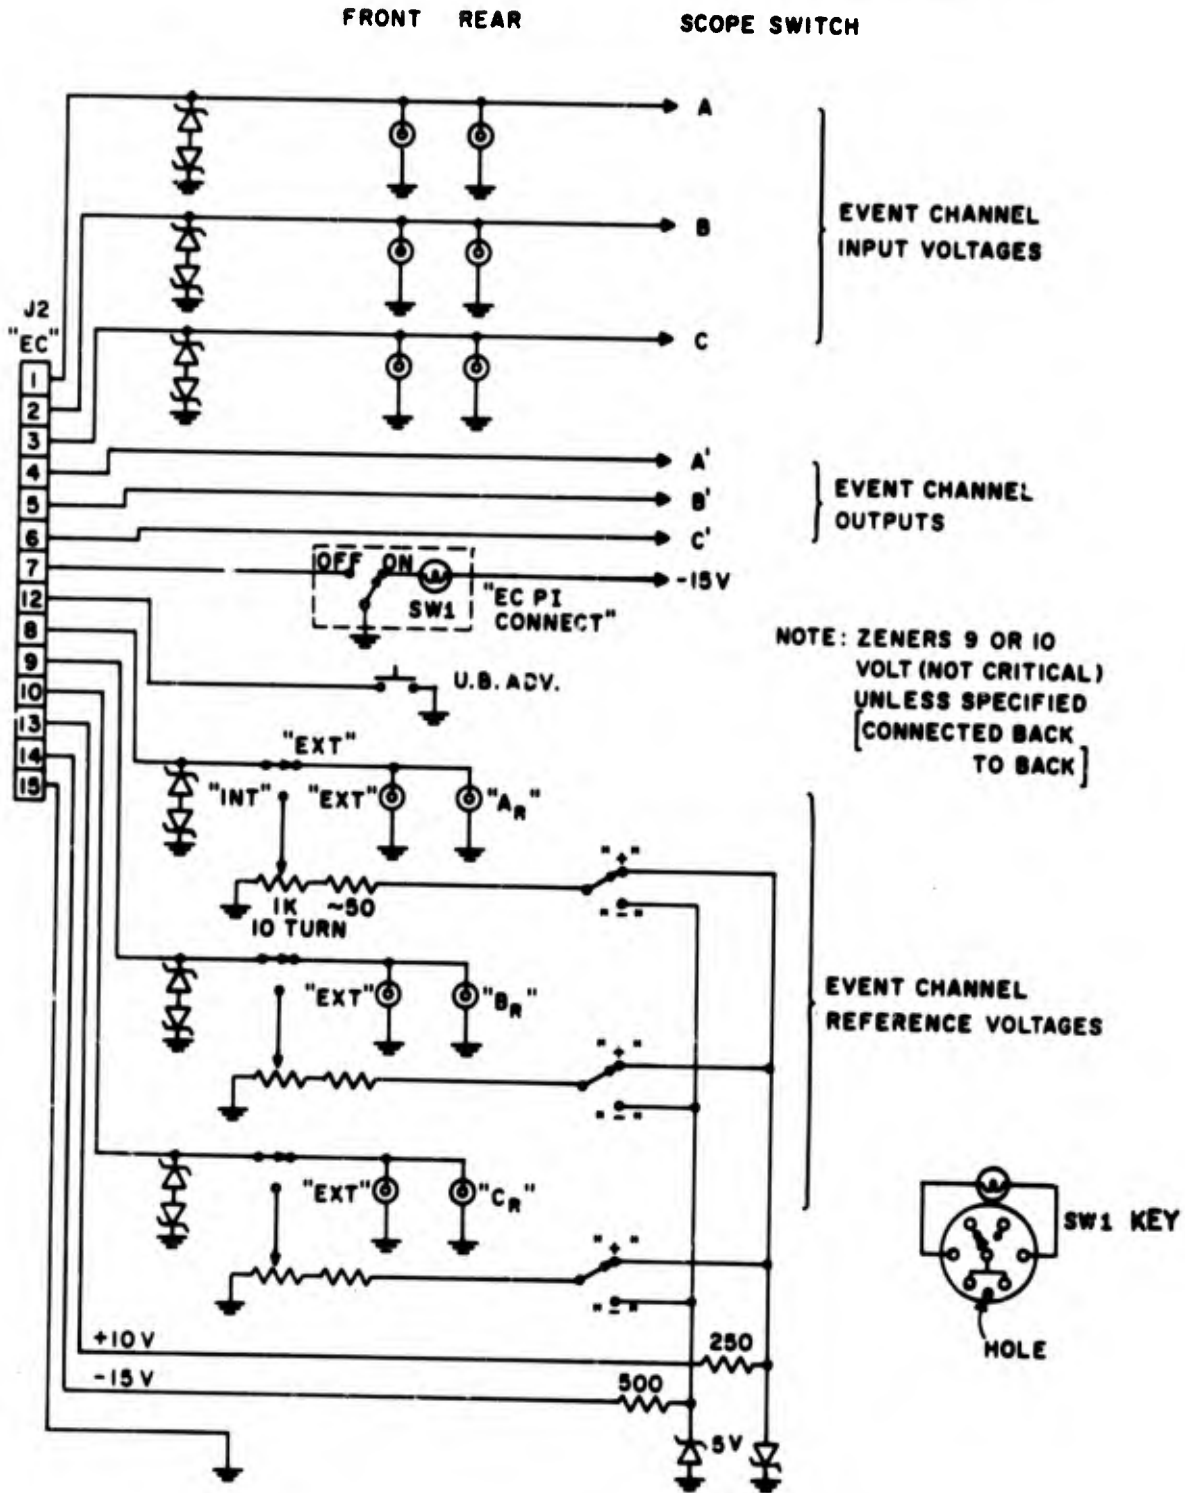 FRONT REAR SCOPE SWITCH
A
EVENT CHANNEL
INPUT VOLTAGES
B
C
J2
"EC"
1
2
3
4
5
6
7
12
8
9
10
13
14
15
A'
B'
C'
EVENT CHANNEL
OUTPUTS
OFF ON
SW1
-15V
"EC PI
CONNECT"
U.B. ADV.
NOTE: ZENERS 9 OR 10
VOLT (NOT CRITICAL)
UNLESS SPECIFIED
[CONNECTED BACK
TO BACK]
"EXT"
"INT" "EXT" "AR"
"+"
"-"
1K ~50
10 TURN
"EXT" "BR"
"+"
"-"
EVENT CHANNEL
REFERENCE VOLTAGES
"EXT" "CR"
"+"
"-"
SW1 KEY
HOLE
+10V 250
-15V 500
5V